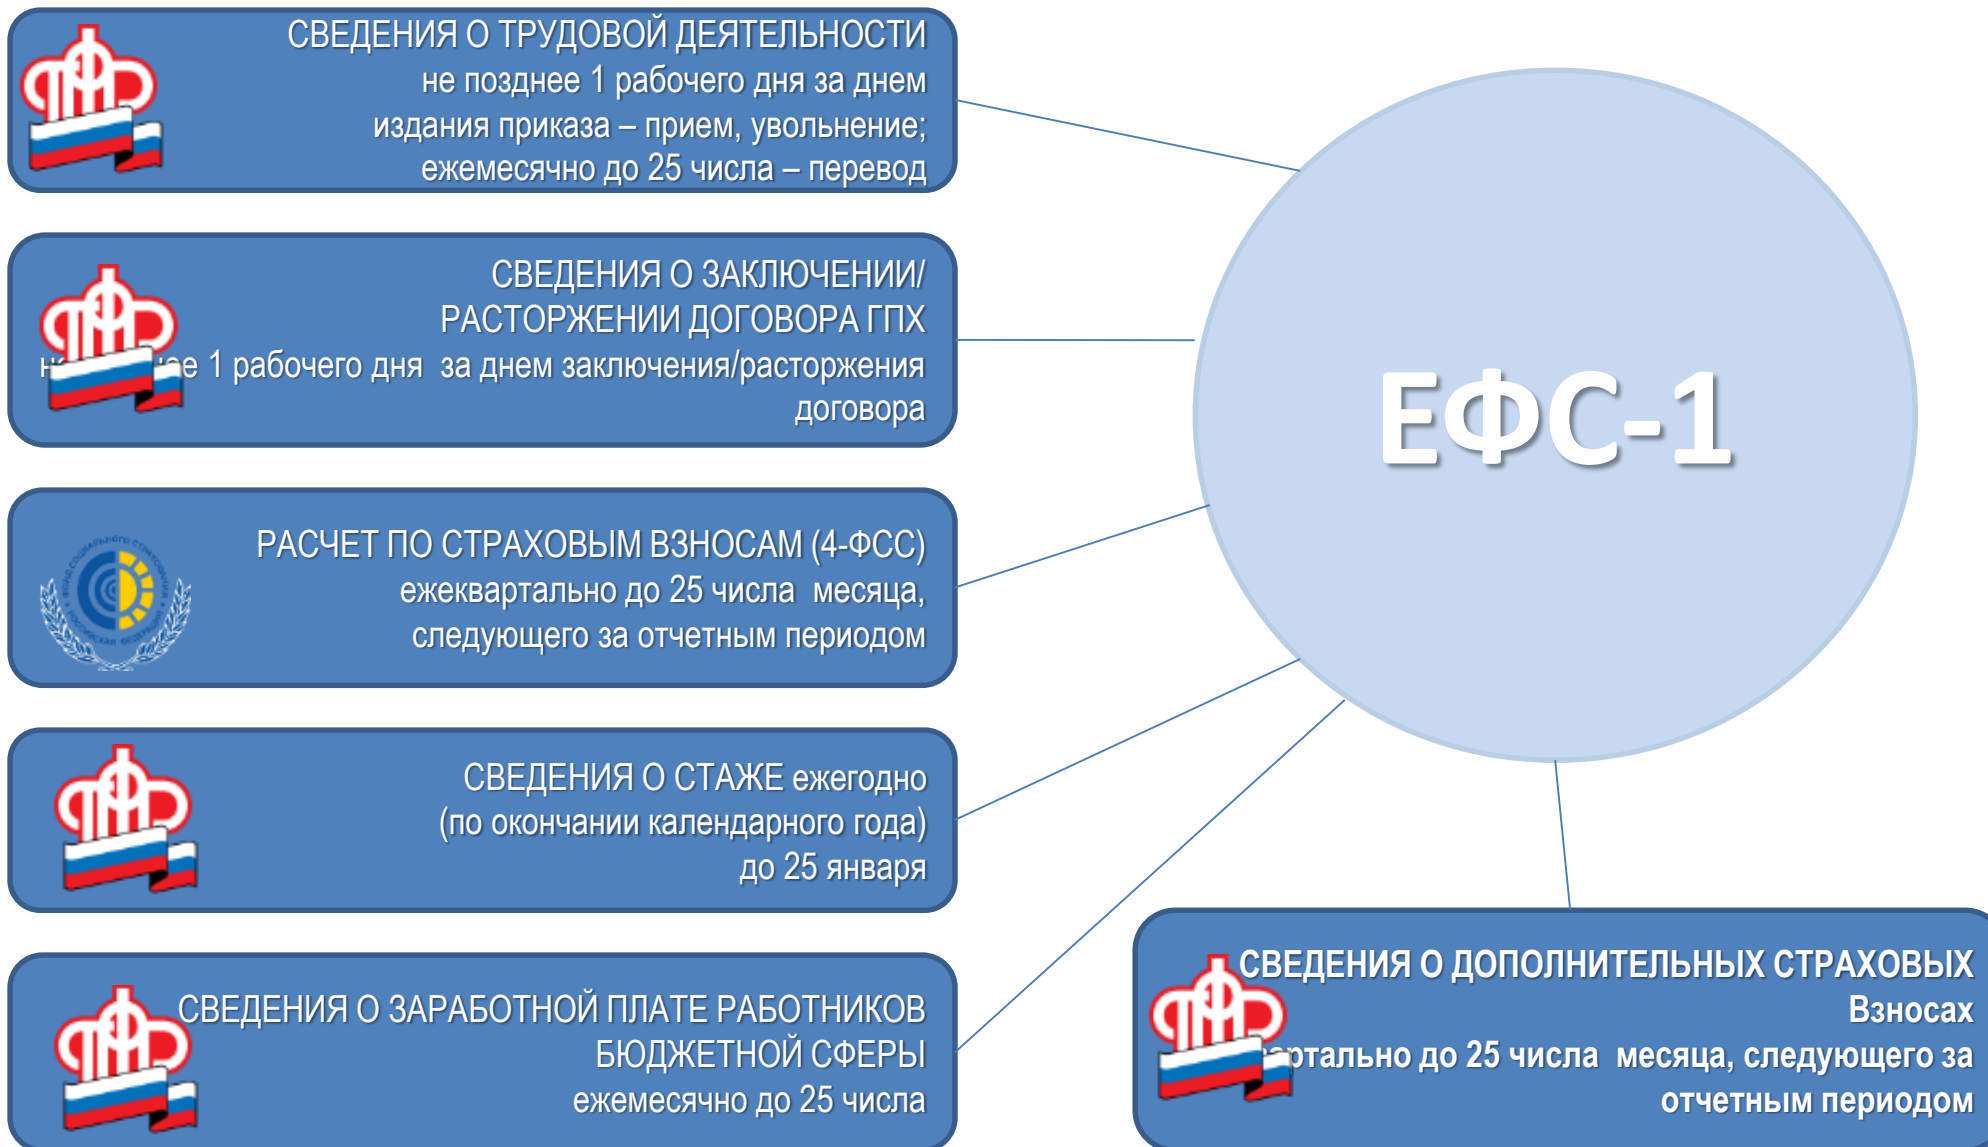 СВЕДЕНИЯ О ТРУДОВОЙ ДЕЯТЕЛЬНОСТИ
не позднее 1 рабочего дня за днем
издания приказа – прием, увольнение;
ежемесячно до 25 числа – перевод
СВЕДЕНИЯ О ЗАКЛЮЧЕНИИ/
РАСТОРЖЕНИИ ДОГОВОРА ГПХ
1 рабочего дня за днем заключения/расторжения
договора
РАСЧЕТ ПО СТРАХОВЫМ ВЗНОСАМ (4-ФСС)
ежеквартально до 25 числа месяца,
следующего за отчетным периодом
СВЕДЕНИЯ О СТАЖЕ ежегодно
(по окончании календарного года)
до 25 января
СВЕДЕНИЯ О ЗАРАБОТНОЙ ПЛАТЕ РАБОТНИКОВ
БЮДЖЕТНОЙ СФЕРЫ
ежемесячно до 25 числа
ЕФС-1
СВЕДЕНИЯ О ДОПОЛНИТЕЛЬНЫХ СТРАХОВЫХ
Взносах
до 25 числа месяца, следующего за
отчетным периодом